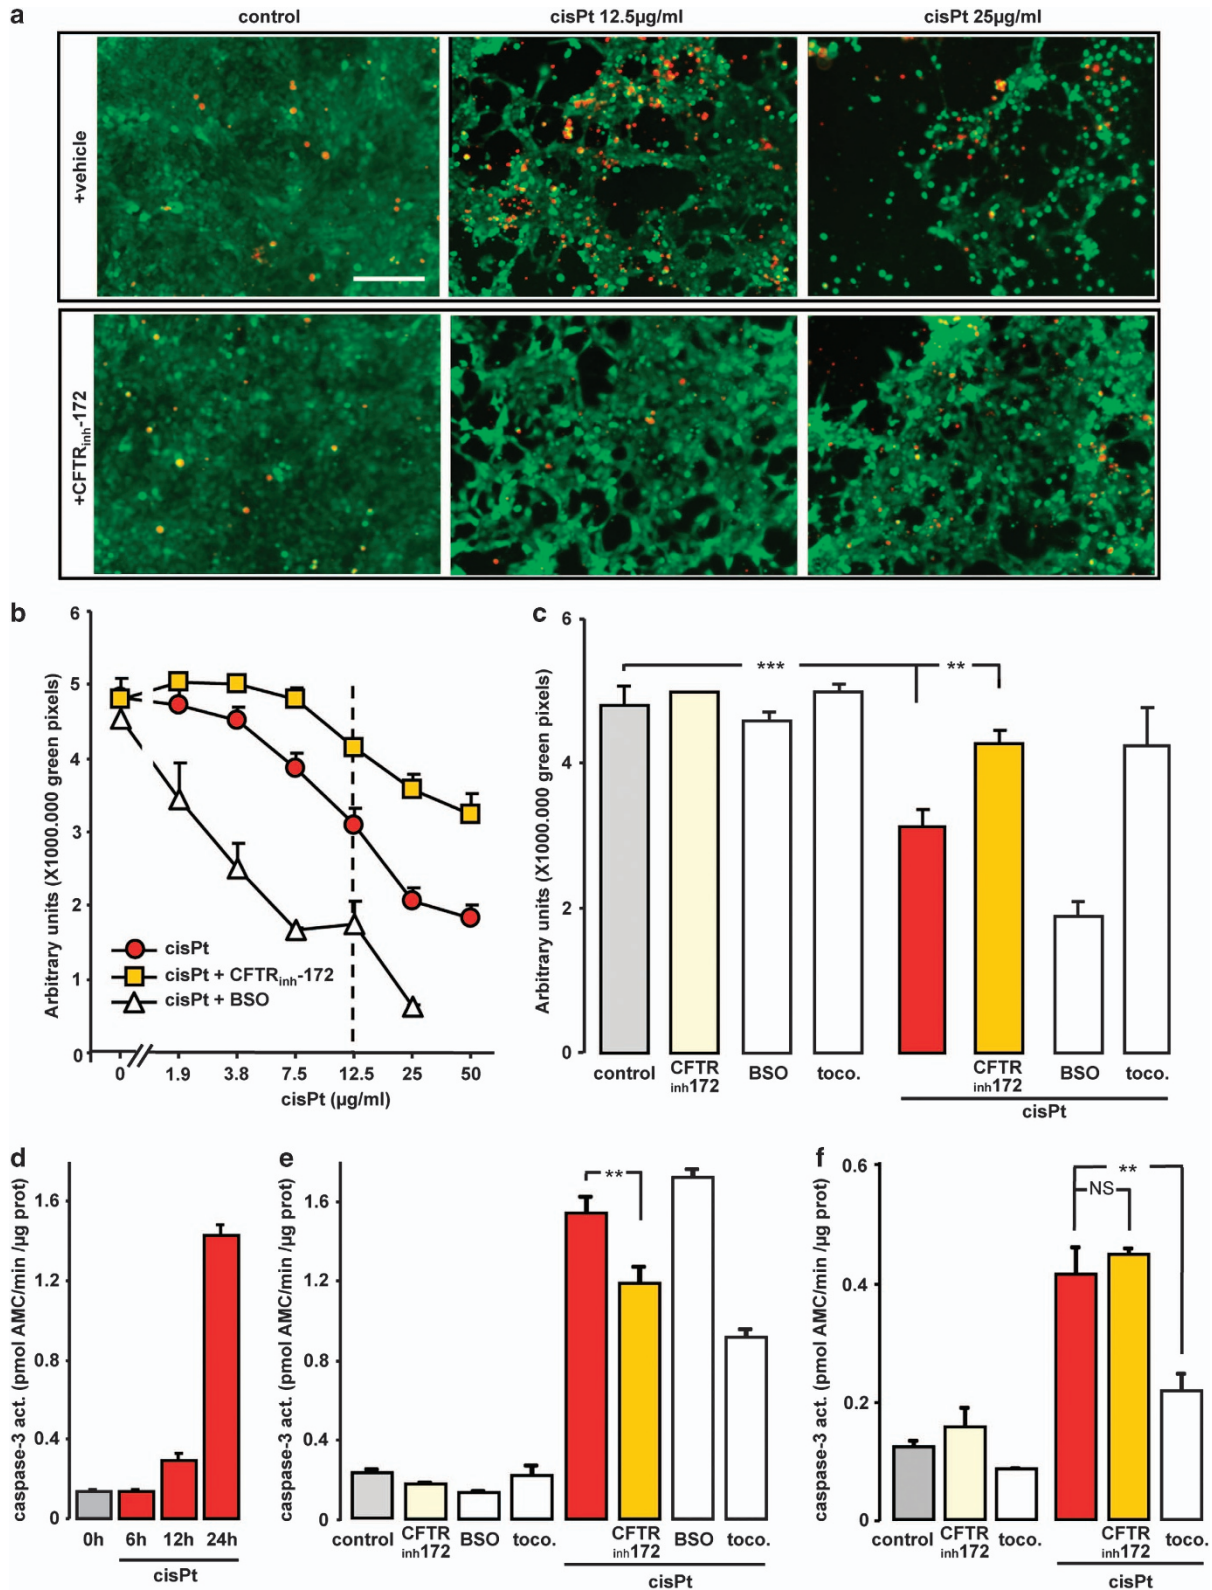 a
control
cisPt 12.5µg/ml
cisPt 25µg/ml
+vehicle
+CFTRinh-172
b
Arbitrary units (X1000.000 green pixels)
6
5
4
3
2
1
0
cisPt
cisPt + CFTRinh-172
cisPt + BSO
0
1.9
3.8
7.5
12.5
25
50
cisPt (µg/ml)
c
Arbitrary units (X1000.000 green pixels)
6
4
2
0
***
**
control
CFTR
inh172
BSO
toco.
CFTR
inh172
BSO
toco.
cisPt
d
caspase-3 act. (pmol AMC/min /µg prot)
1.6
1.2
0.8
0.4
0
0h
6h
12h
24h
cisPt
e
caspase-3 act. (pmol AMC/min /µg prot)
1.6
1.2
0.8
0.4
0
**
control
CFTR
inh172
BSO
toco.
CFTR
inh172
BSO
toco.
cisPt
f
caspase-3 act. (pmol AMC/min /µg prot)
0.6
0.4
0.2
0
**
NS
control
CFTR
inh172
toco.
CFTR
inh172
toco.
cisPt